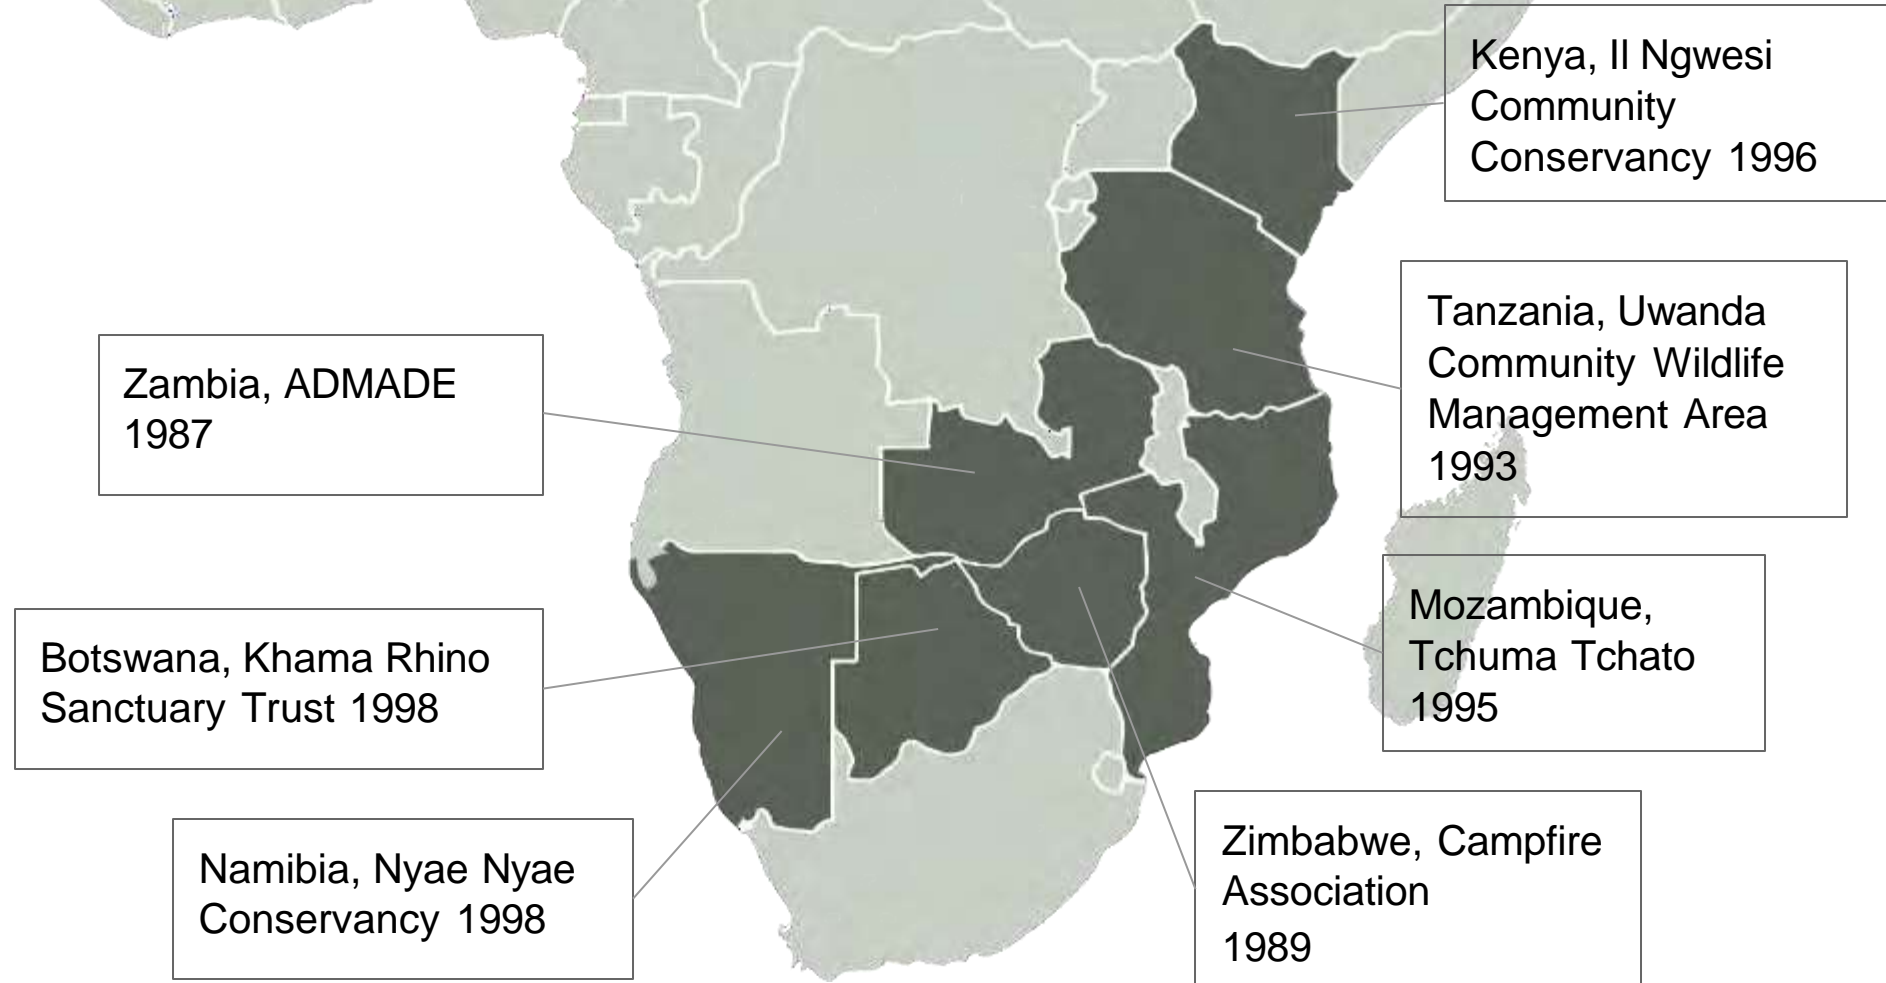 Kenya, II Ngwesi
Community
Conservancy 1996
Tanzania, Uwanda
Community Wildlife
Management Area
1993
Zambia, ADMADE
1987
Mozambique,
Tchuma Tchato
1995
Botswana, Khama Rhino
Sanctuary Trust 1998
Zimbabwe, Campfire
Association
1989
Namibia, Nyae Nyae
Conservancy 1998